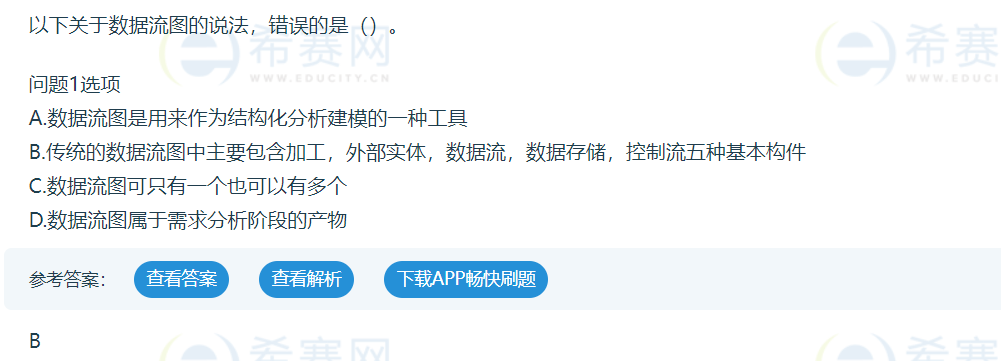 以下关于数据流图的说法，错误的是（）。
希赛网
WWW.EDUCITY.CN
希赛
WWW.EDUC
问题1选项
A.数据流图是用来作为结构化分析建模的一种工具
B.传统的数据流图中主要包含加工，外部实体，数据流，数据存储，控制流五种基本构件
C.数据流图可只有一个也可以有多个
D.数据流图属于需求分析阶段的产物
参考答案： 查看答案 查看解析 下载APP畅快刷题
B
希赛网
希赛